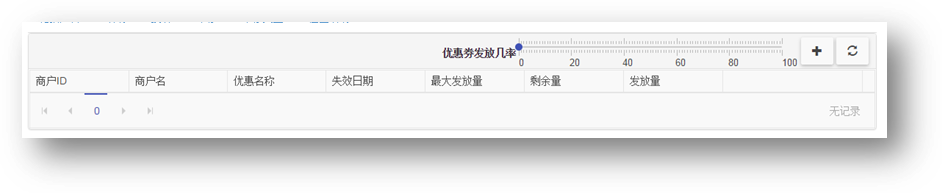 优惠券发放几率
0 20 40 60 80 100
商户ID 商户名 优惠名称 失效日期 最大发放量 剩余量 发放量
0 无记录